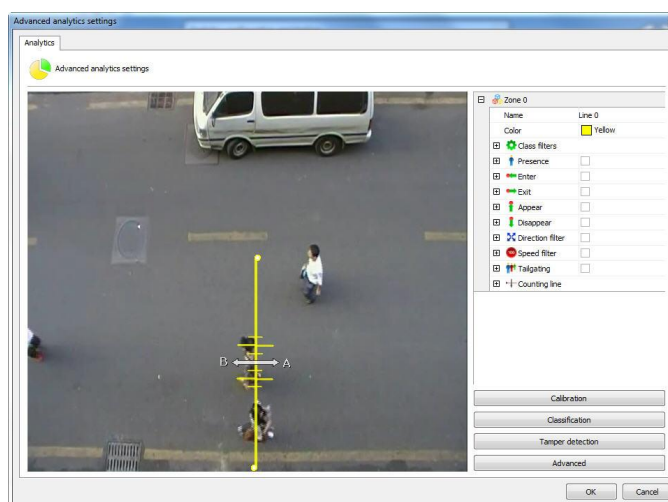 Advanced analytics settings
Analytics
Advanced analytics settings
Zone 0
Name Line 0
Color Yellow
Class filters
Presence
Enter
Exit
Appear
Disappear
Direction filter
Speed filter
Tailgating
Counting line
B A
Calibration
Classification
Tamper detection
Advanced
OK Cancel